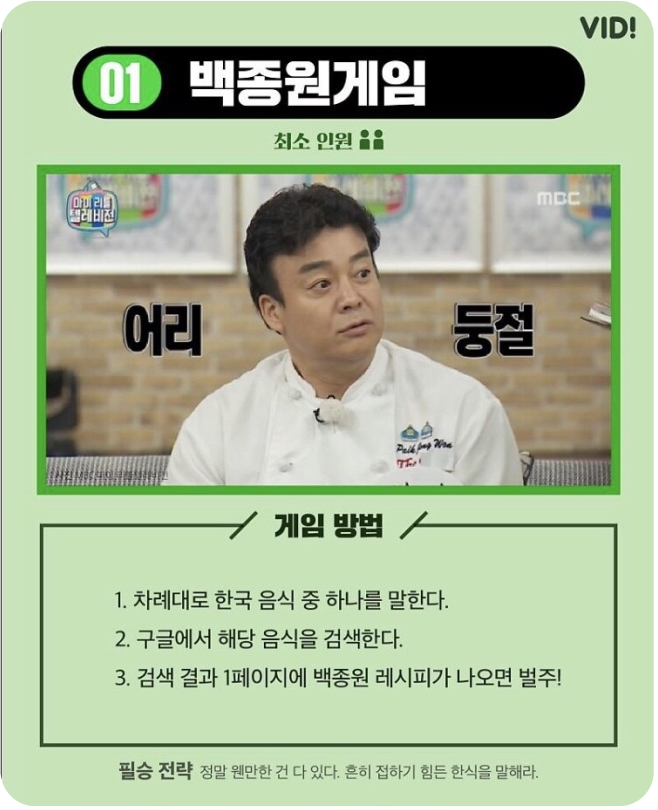 VID!
01 백종원게임
최소 인원
마이 리틀
텔레비전
MBC
어리 둥절
Paik Jong Won
게임 방법
1. 차례대로 한국 음식 중 하나를 말한다.
2. 구글에서 해당 음식을 검색한다.
3. 검색 결과 1페이지에 백종원 레시피가 나오면 벌주!
필승 전략 정말 웬만한 건 다 있다. 흔히 접하기 힘든 한식을 말해라.